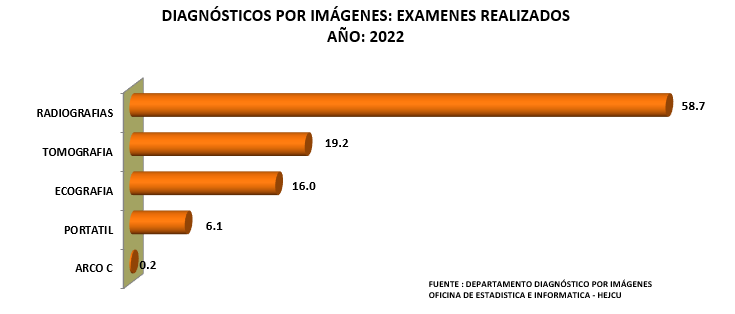 DIAGNÓSTICOS POR IMÁGENES: EXAMENES REALIZADOS
AÑO: 2022
RADIOGRAFIAS 58.7
TOMOGRAFIA 19.2
ECOGRAFIA 16.0
PORTATIL 6.1
ARCO C 0.2
FUENTE : DEPARTAMENTO DIAGNÓSTICO POR IMÁGENES
OFICINA DE ESTADISTICA E INFORMATICA - HEJCU